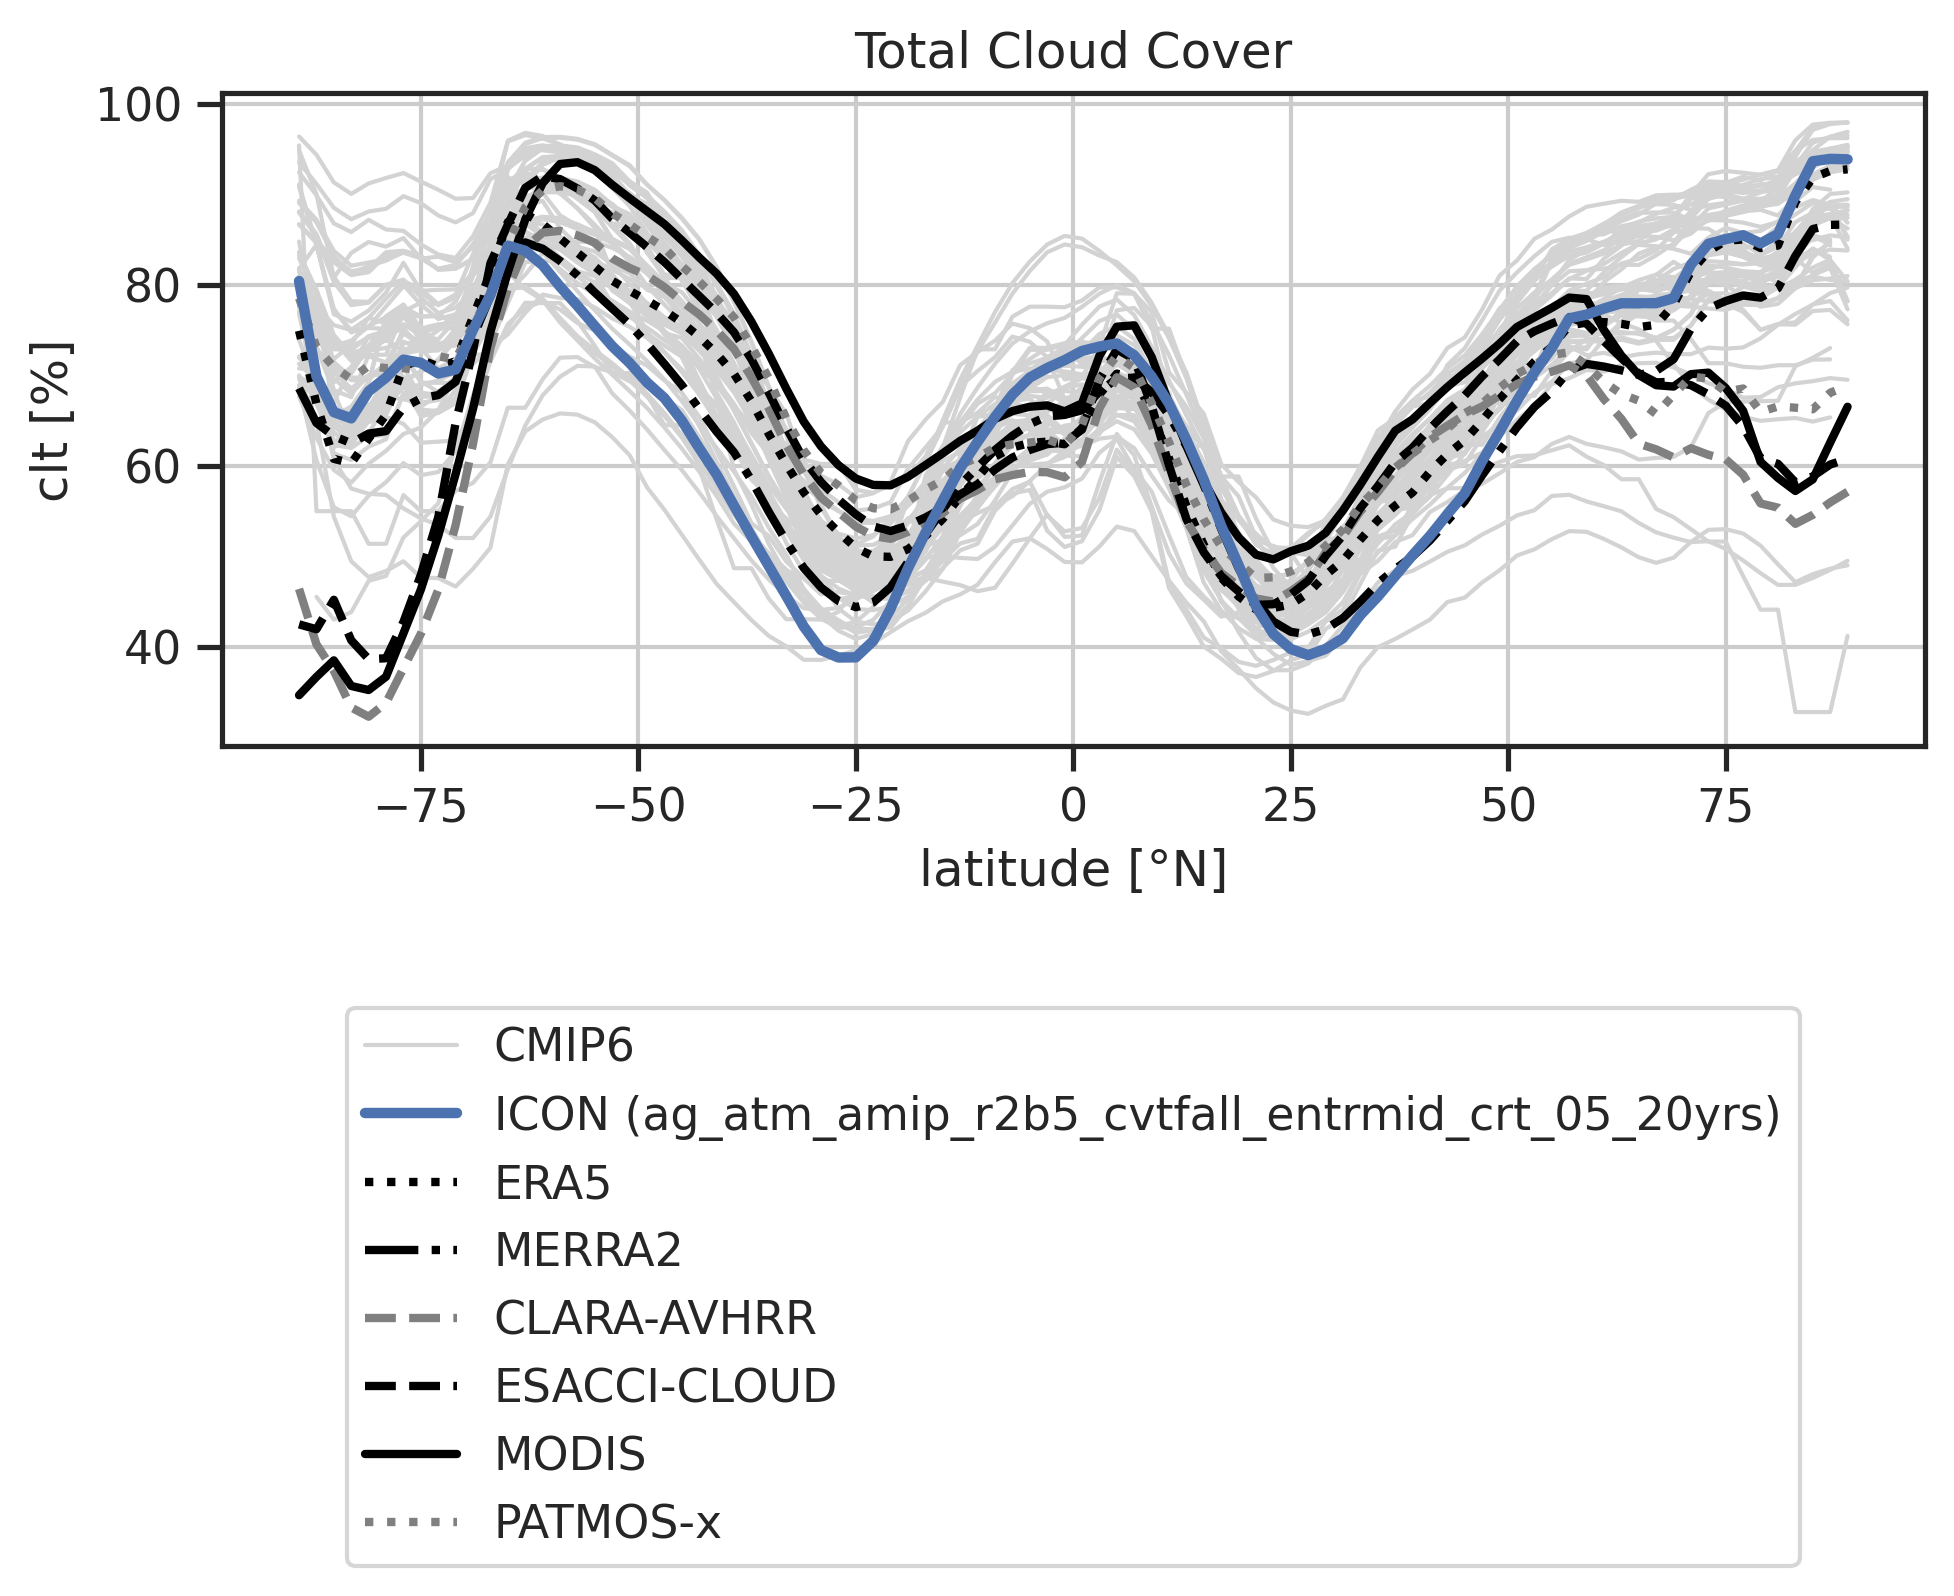 Total Cloud Cover
100
80
60
40
clt [%]
−75
−50
−25
0
25
50
75
latitude [°N]
CMIP6
ICON (ag_atm_amip_r2b5_cvtfall_entrmid_crt_05_20yrs)
ERA5
MERRA2
CLARA-AVHRR
ESACCI-CLOUD
MODIS
PATMOS-x